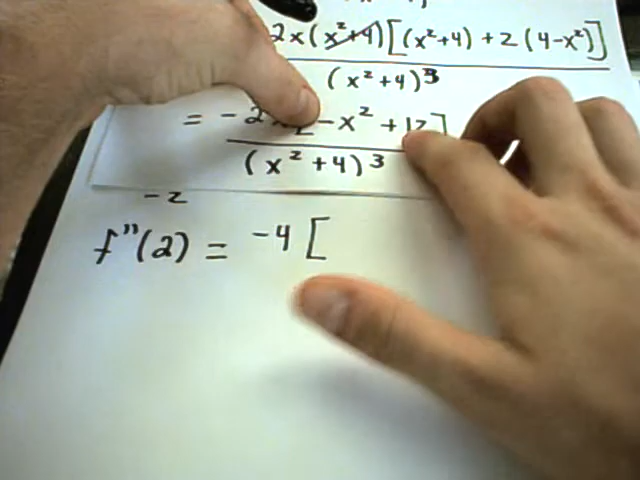 2x(x²+4)[(x²+4)+2(4-x²)]
(x²+4)³
= -2x[-x²+12]
(x²+4)³
-2
f"(2) = -4[